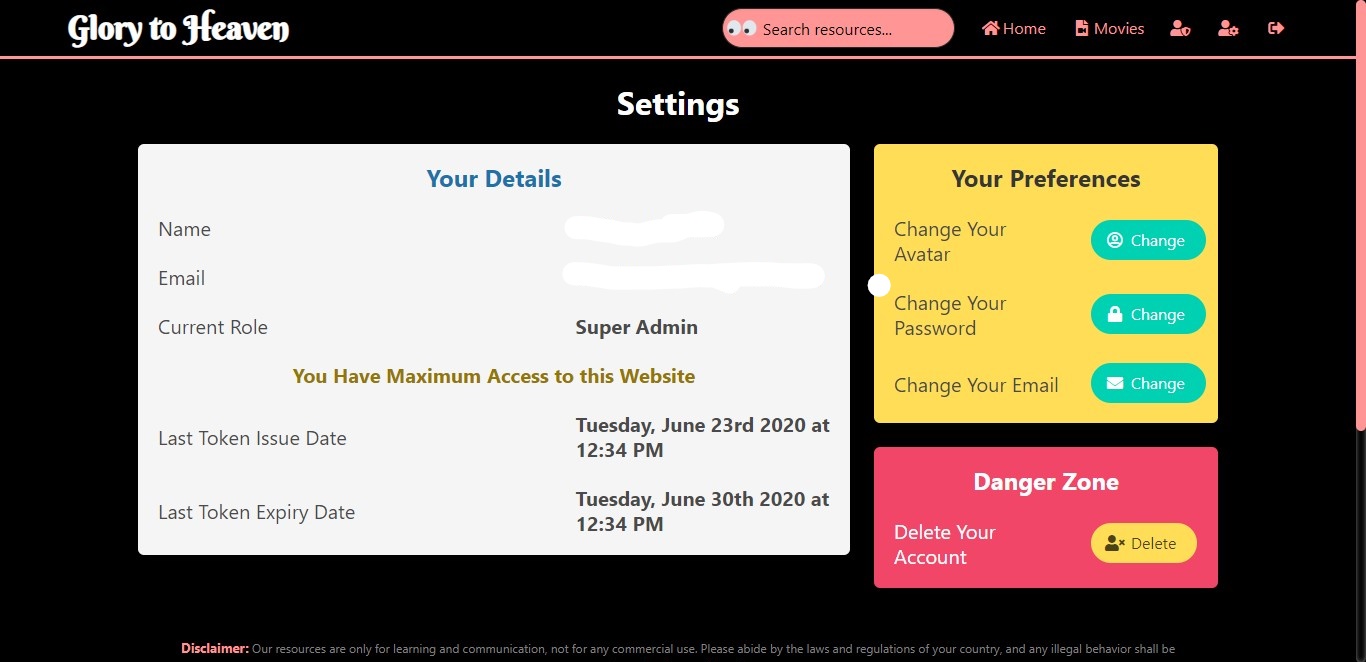 Glory to Heaven
Search resources...
Home
Movies
Settings
Your Details
Name
Email
Current Role
Super Admin
You Have Maximum Access to this Website
Last Token Issue Date
Tuesday, June 23rd 2020 at
12:34 PM
Last Token Expiry Date
Tuesday, June 30th 2020 at
12:34 PM
Your Preferences
Change Your
Avatar
Change
Change Your
Password
Change
Change Your Email
Change
Danger Zone
Delete Your
Account
Delete
Disclaimer: Our resources are only for learning and communication, not for any commercial use. Please abide by the laws and regulations of your country, and any illegal behavior shall be